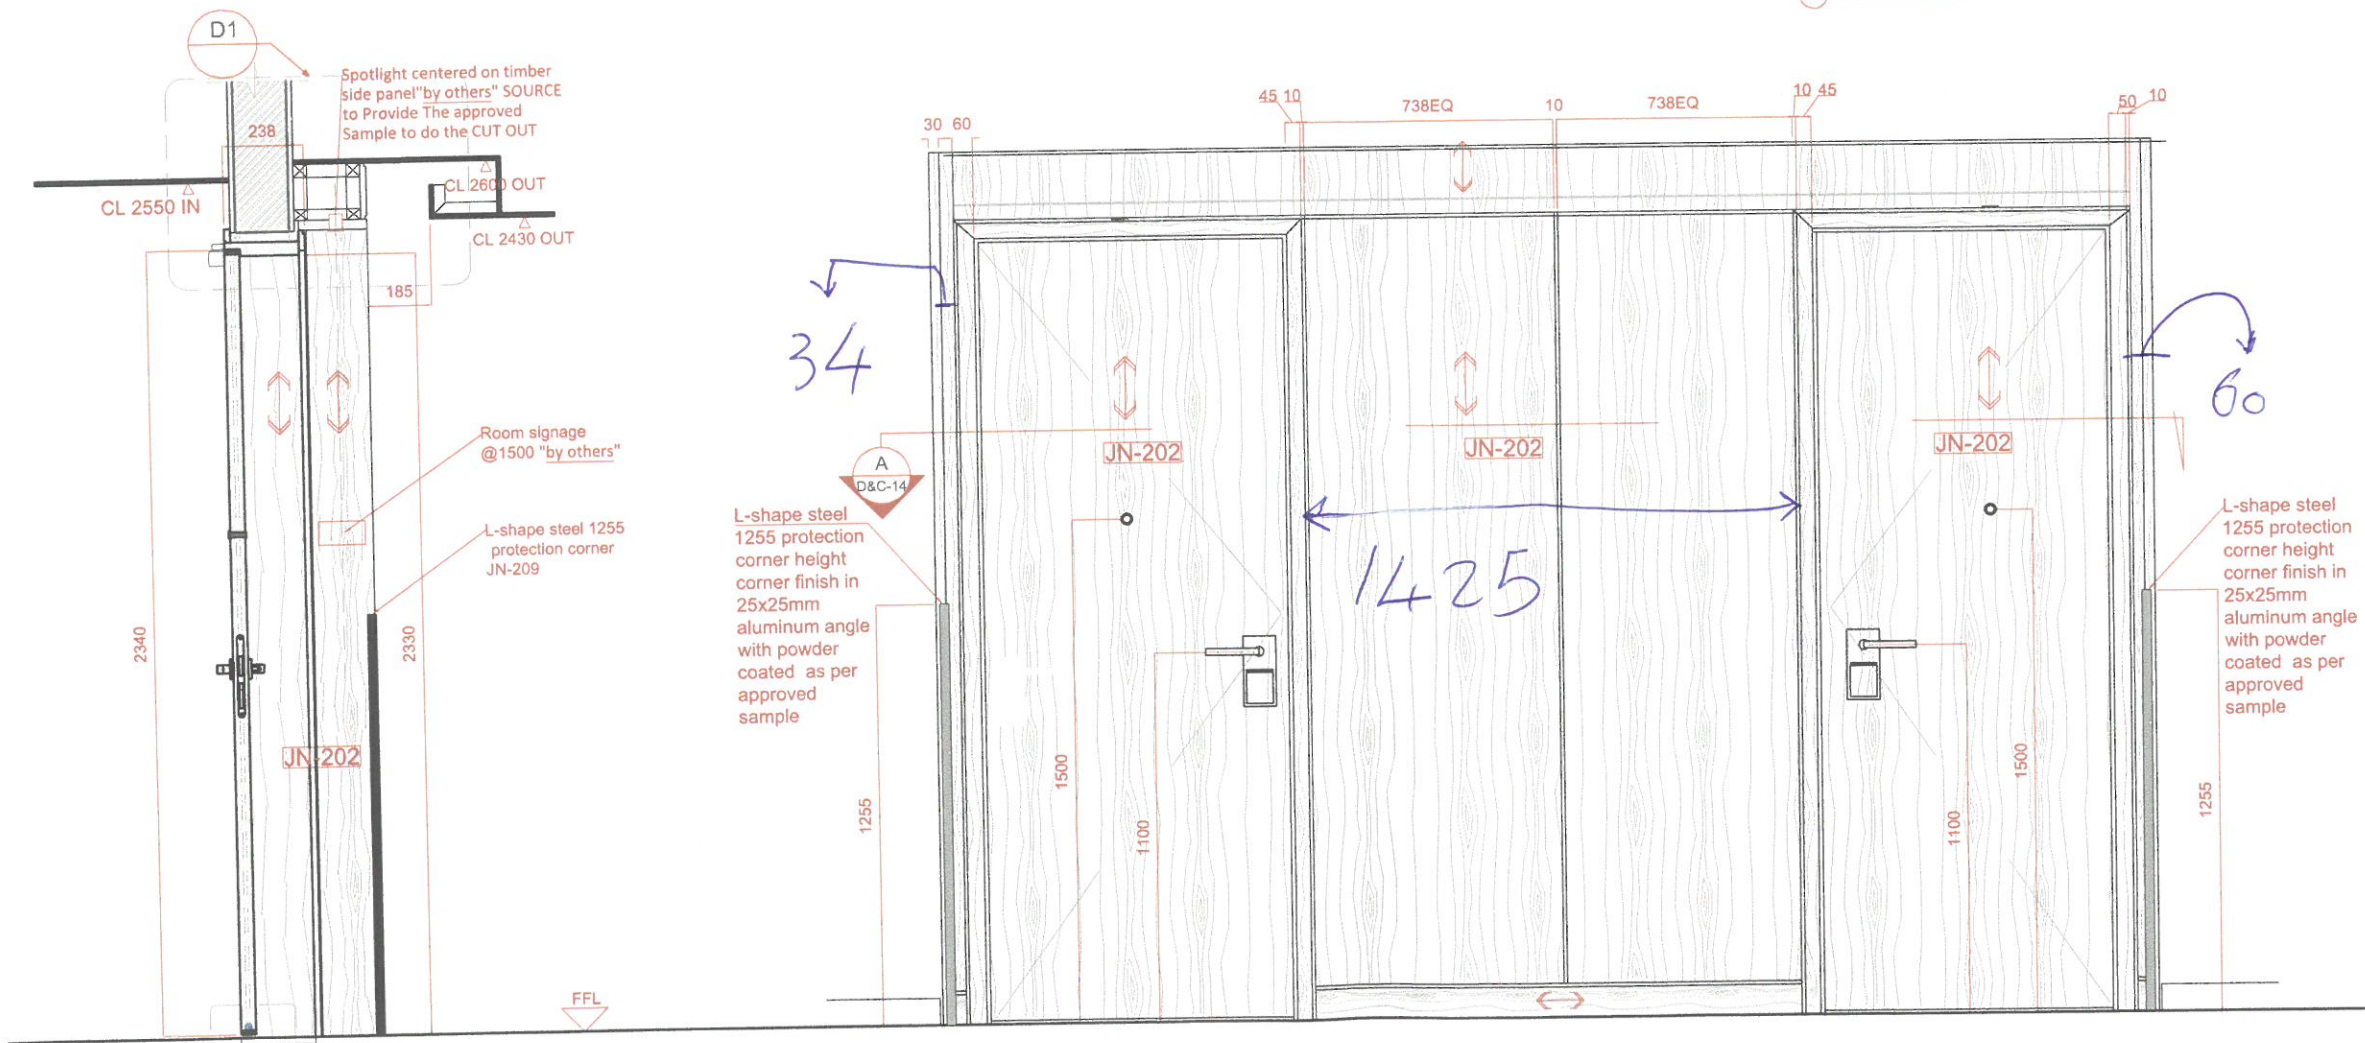 D1
Spotlight centered on timber
side panel"by others" SOURCE
to Provide The approved
Sample to do the CUT OUT
238
CL 2550 IN
CL 2600 OUT
CL 2430 OUT
185
2340
2330
Room signage
@1500 "by others"
L-shape steel 1255
protection corner
JN-209
JN-202
FFL
30 60
45 10
738EQ
10
738EQ
10 45
50 10
34
60
A
D&C-14
JN-202
JN-202
JN-202
1425
L-shape steel
1255 protection
corner height
corner finish in
25x25mm
aluminum angle
with powder
coated as per
approved
sample
1255
1500
1100
1100
1500
L-shape steel
1255 protection
corner height
corner finish in
25x25mm
aluminum angle
with powder
coated as per
approved
sample
1255